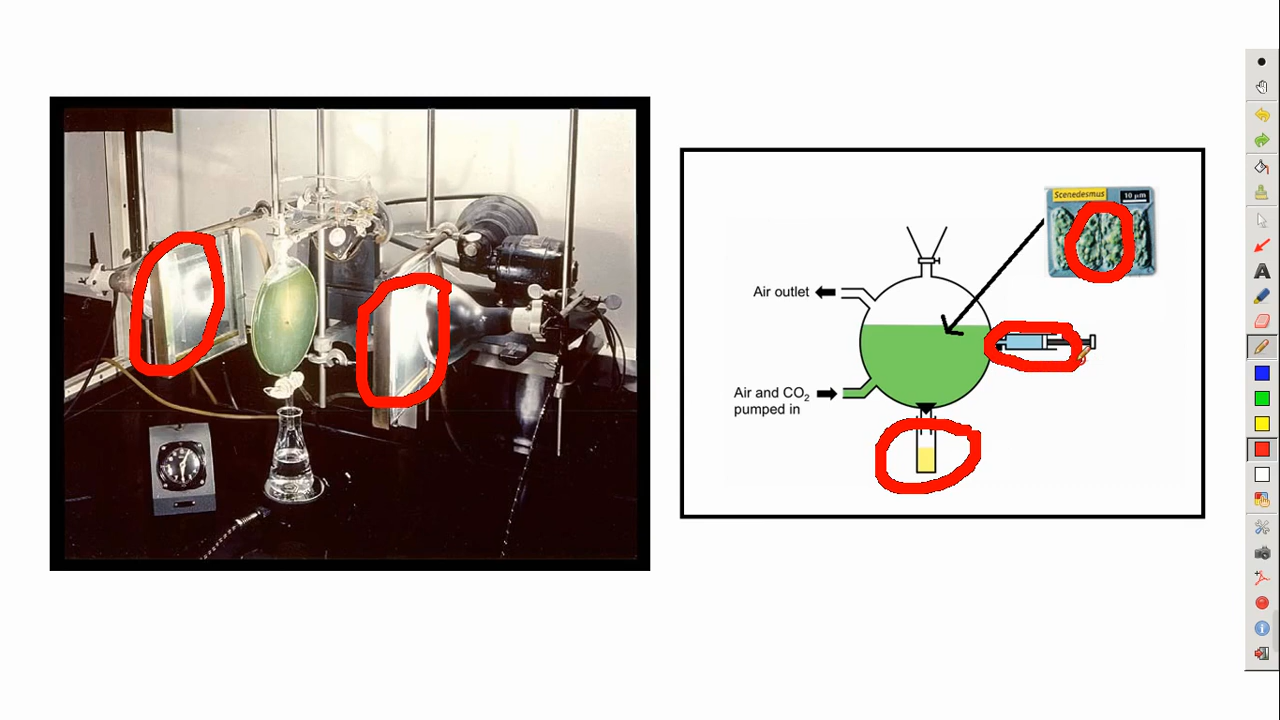 Scenedesmus
10 µm
Air outlet
Air and CO₂
pumped in